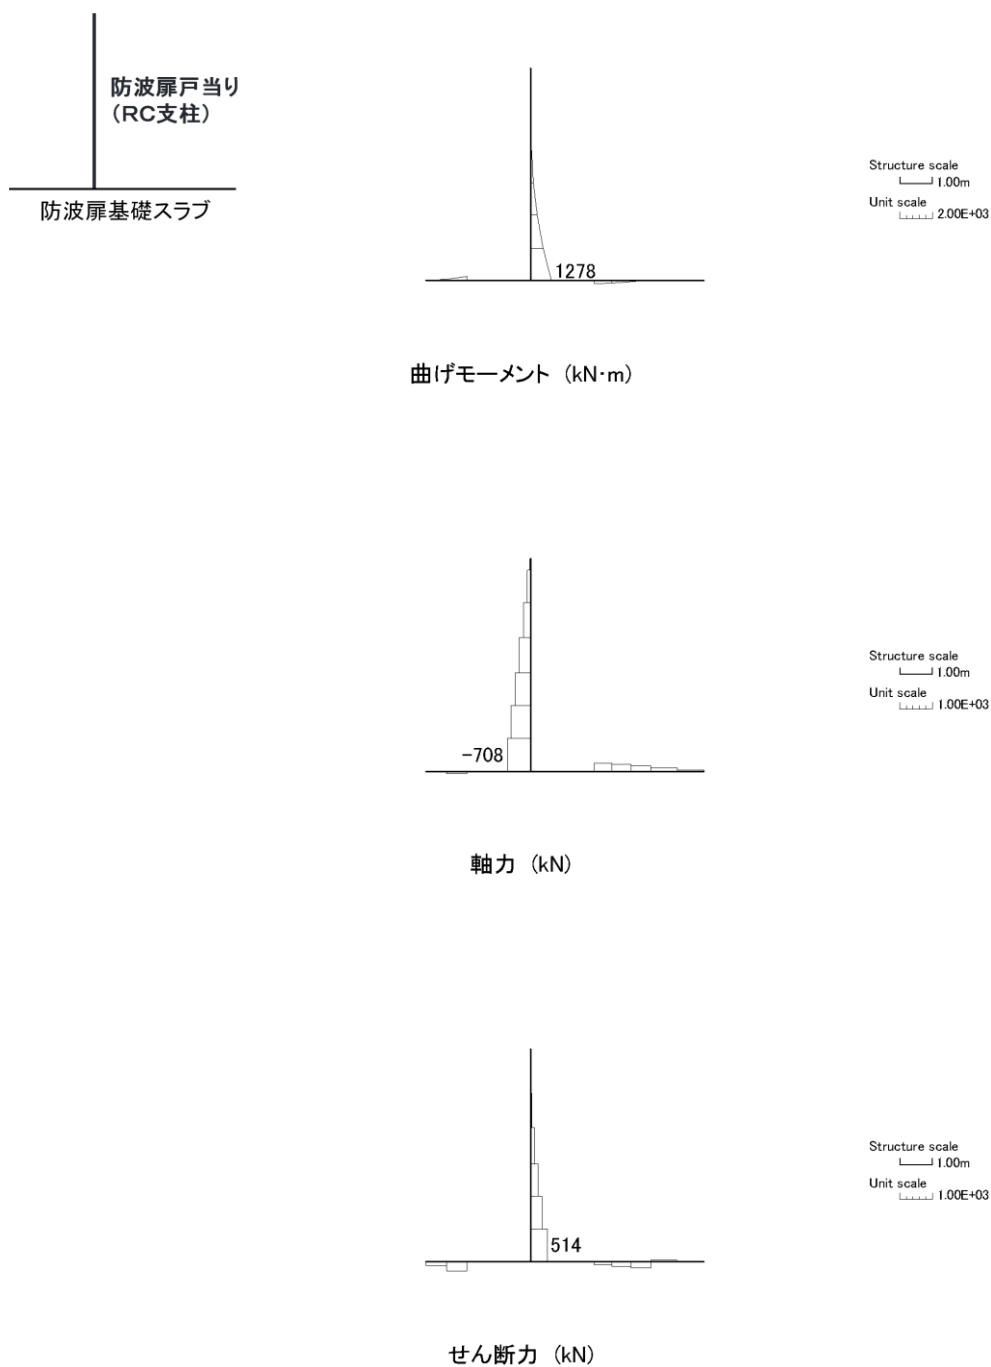 防波扉戸当り
（RC支柱）
防波扉基礎スラブ
Structure scale
1.00m
Unit scale
2.00E+03
1278
曲げモーメント （kN・m）
Structure scale
1.00m
Unit scale
1.00E+03
−708
軸力 （kN）
Structure scale
1.00m
Unit scale
1.00E+03
514
せん断力 （kN）